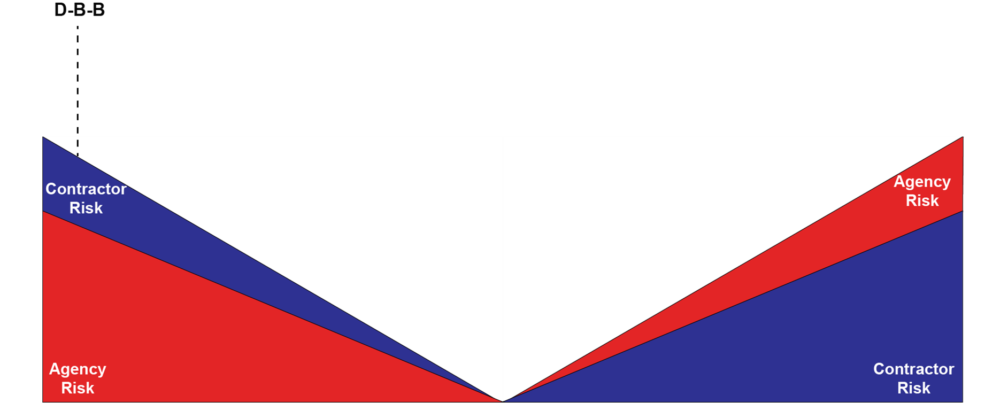 D-B-B
Contractor
Risk
Agency
Risk
Agency
Risk
Contractor
Risk